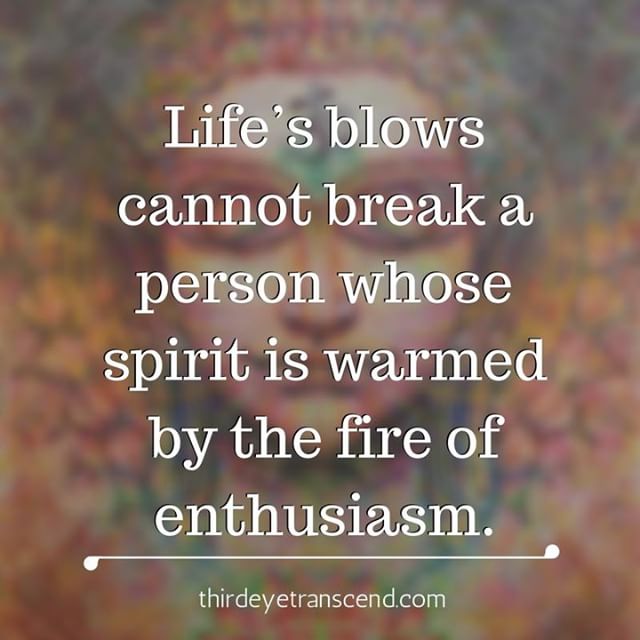 Life's blows
cannot break a
person whose
spirit is warmed
by the fire of
enthusiasm.
thirdeyetranscend.com